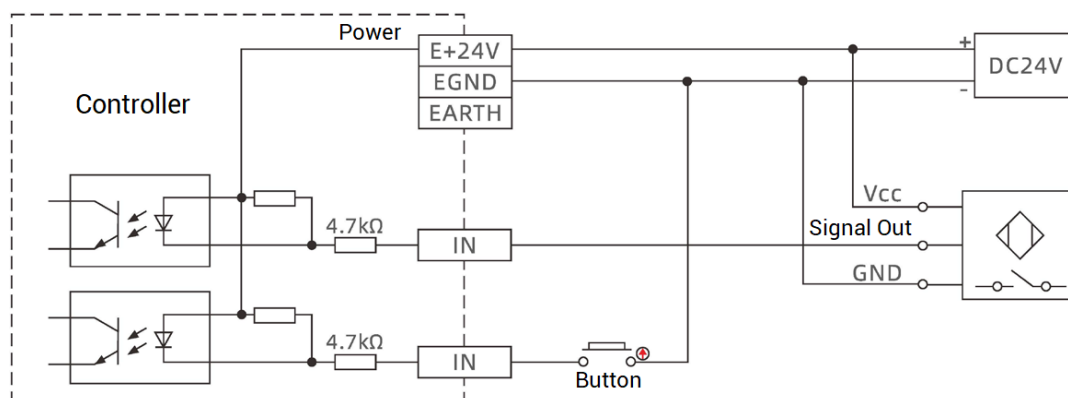 Power
E+24V
EGND
EARTH
+
DC24V
-
Controller
Vcc
Signal Out
GND
4.7kΩ
IN
4.7kΩ
IN
Button